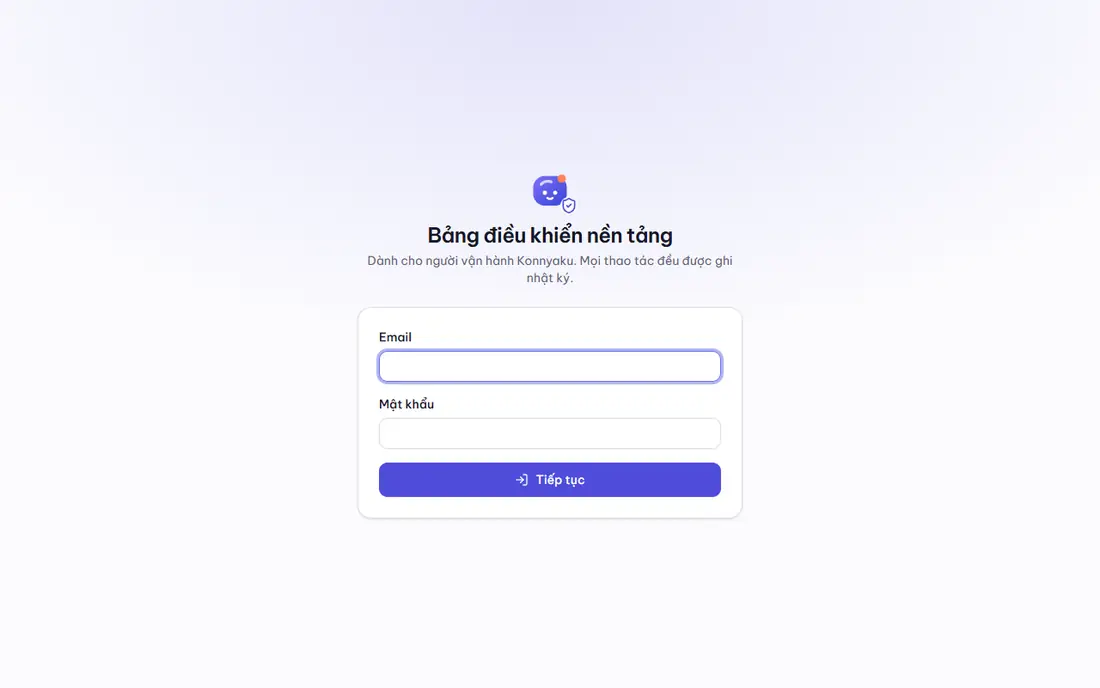 Bảng điều khiển nền tảng
Dành cho người vận hành Konnyaku. Mọi thao tác đều được ghi
nhật ký.
Email
Mật khẩu
Tiếp tục